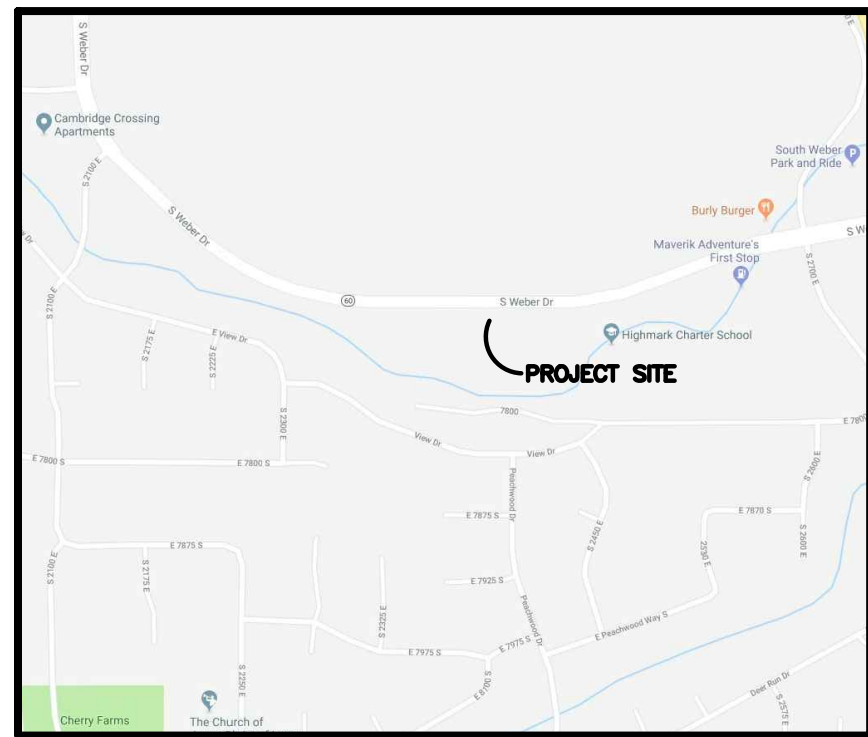 S Weber Dr
Cambridge Crossing
Apartments
S 2100 E
South Weber
Park and Ride
S Weber Dr
Burly Burger
Maverik Adventure's
First Stop
S W
S 2700 E
Dr
S 2100 E
60
S Weber Dr
E View Dr
S 2175 E
S 2225 E
Highmark Charter School
PROJECT SITE
S 2300 E
7800
E 780
View Dr
View Dr
E 7800 S
E 7800 S
Peachwood Dr
S 2600 E
E 7875 S
E 7870 S
S 2450 E
2530 E
S 2600 E
E 7875 S
S 2100 E
S 2175 E
E 7925 S
S 2325 E
Peachwood Dr
E Peachwood Way S
E 7975 S
E 7975 S
S 2250 E
E 8100 S
Deer Run Dr
S 2575 E
Cherry Farms
The Church of